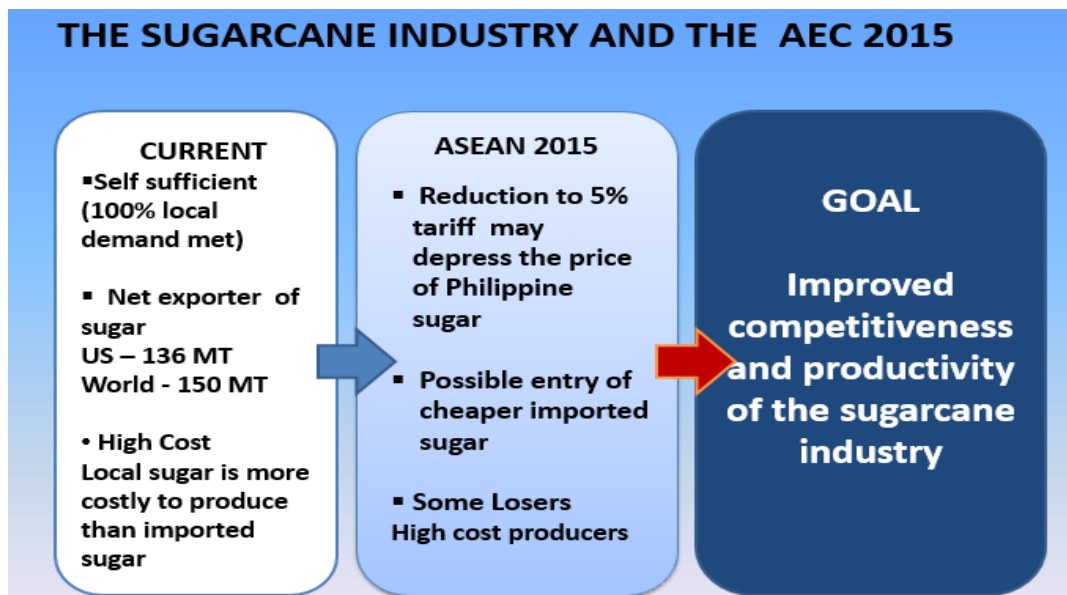 THE SUGARCANE INDUSTRY AND THE AEC 2015
CURRENT
▪Self sufficient
(100% local
demand met)
▪ Net exporter of
sugar
US – 136 MT
World - 150 MT
• High Cost
Local sugar is more
costly to produce
than imported
sugar
ASEAN 2015
▪ Reduction to 5%
tariff may
depress the price
of Philippine
sugar
▪ Possible entry of
cheaper imported
sugar
▪ Some Losers
High cost producers
GOAL
Improved
competitiveness
and productivity
of the sugarcane
industry